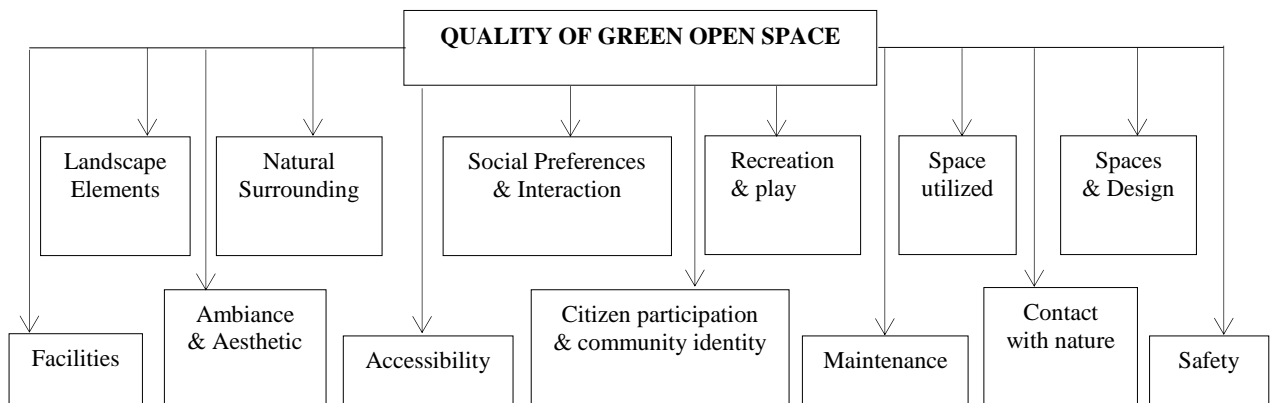 QUALITY OF GREEN OPEN SPACE
Landscape
Elements
Natural
Surrounding
Social Preferences
& Interaction
Recreation
& play
Space
utilized
Spaces
& Design
Facilities
Ambiance
& Aesthetic
Accessibility
Citizen participation
& community identity
Maintenance
Contact
with nature
Safety